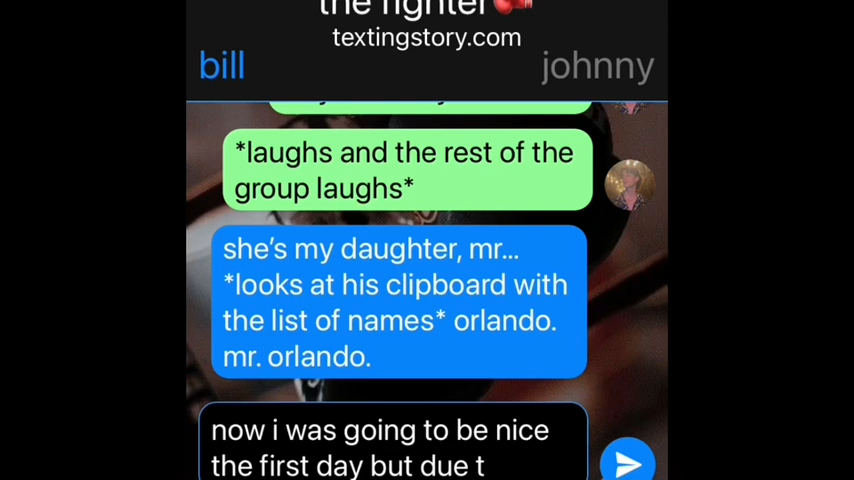 the fighter🥊
textingstory.com
bill
johnny
*laughs and the rest of the
group laughs*
she's my daughter, mr...
*looks at his clipboard with
the list of names* orlando.
mr. orlando.
now i was going to be nice
the first day but due t